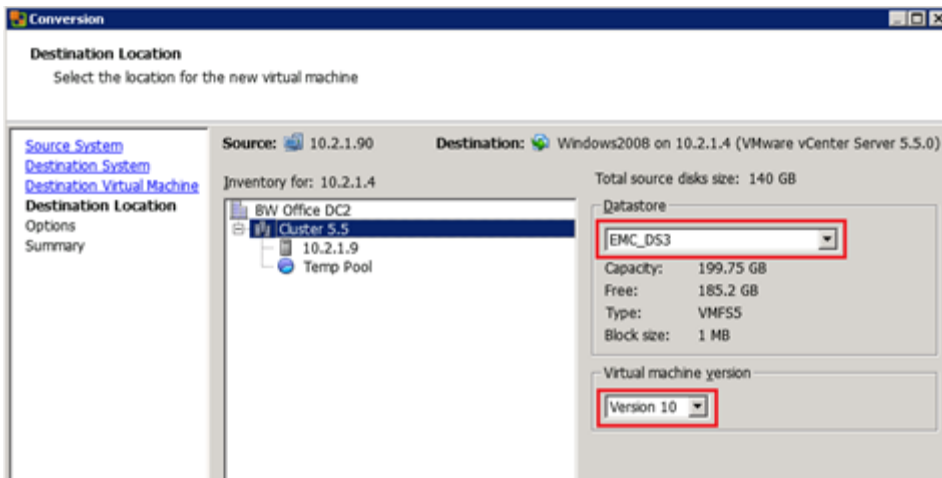 Conversion
Destination Location
Select the location for the new virtual machine
Source System
Destination System
Destination Virtual Machine
Destination Location
Options
Summary
Source: 10.2.1.90
Destination: Windows2008 on 10.2.1.4 (VMware vCenter Server 5.5.0)
Inventory for: 10.2.1.4
BW Office DC2
Cluster 5.5
10.2.1.9
Temp Pool
Total source disks size: 140 GB
Datastore
EMC_DS3
Capacity: 199.75 GB
Free: 185.2 GB
Type: VMFS5
Block size: 1 MB
Virtual machine version
Version 10